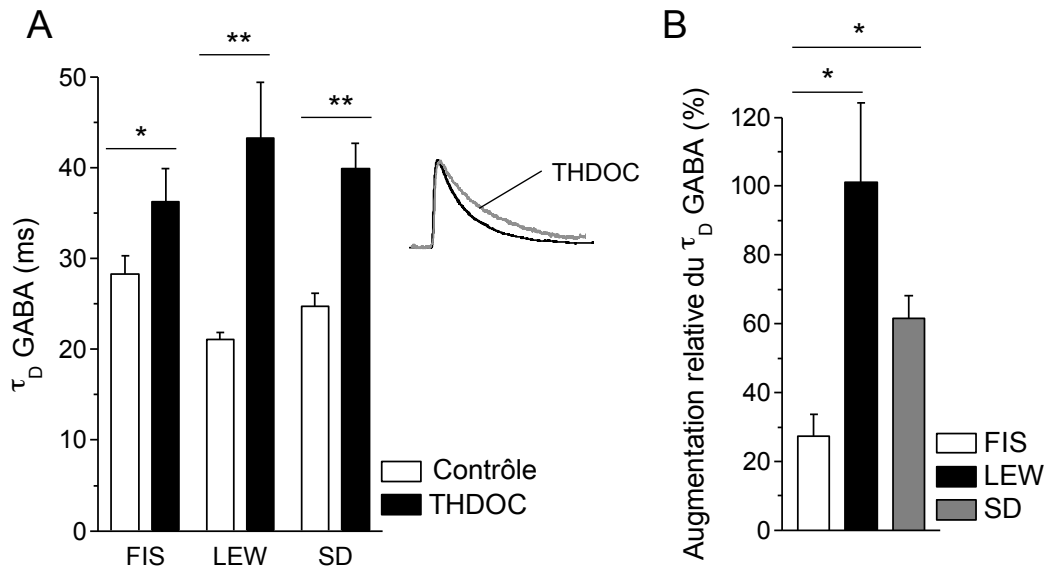 A
τD GABA (ms)
50
40
30
20
10
0
*
**
**
FIS
LEW
SD
THDOC
Contrôle
THDOC
B
Augmentation relative du τD GABA (%)
120
100
80
60
40
20
0
*
*
FIS
LEW
SD